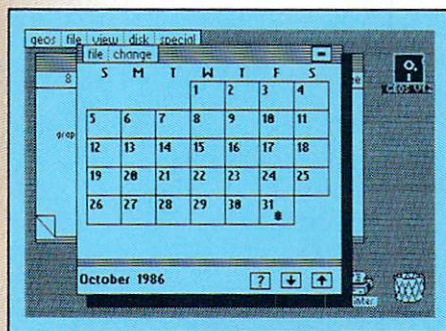 geos file view disk special
file change
8
S M T W T F S
1 2 3 4
5 6 7 8 9 10 11
grap
12 13 14 15 16 17 18
19 20 21 22 23 24 25
26 27 28 29 30 31
October 1986 ?